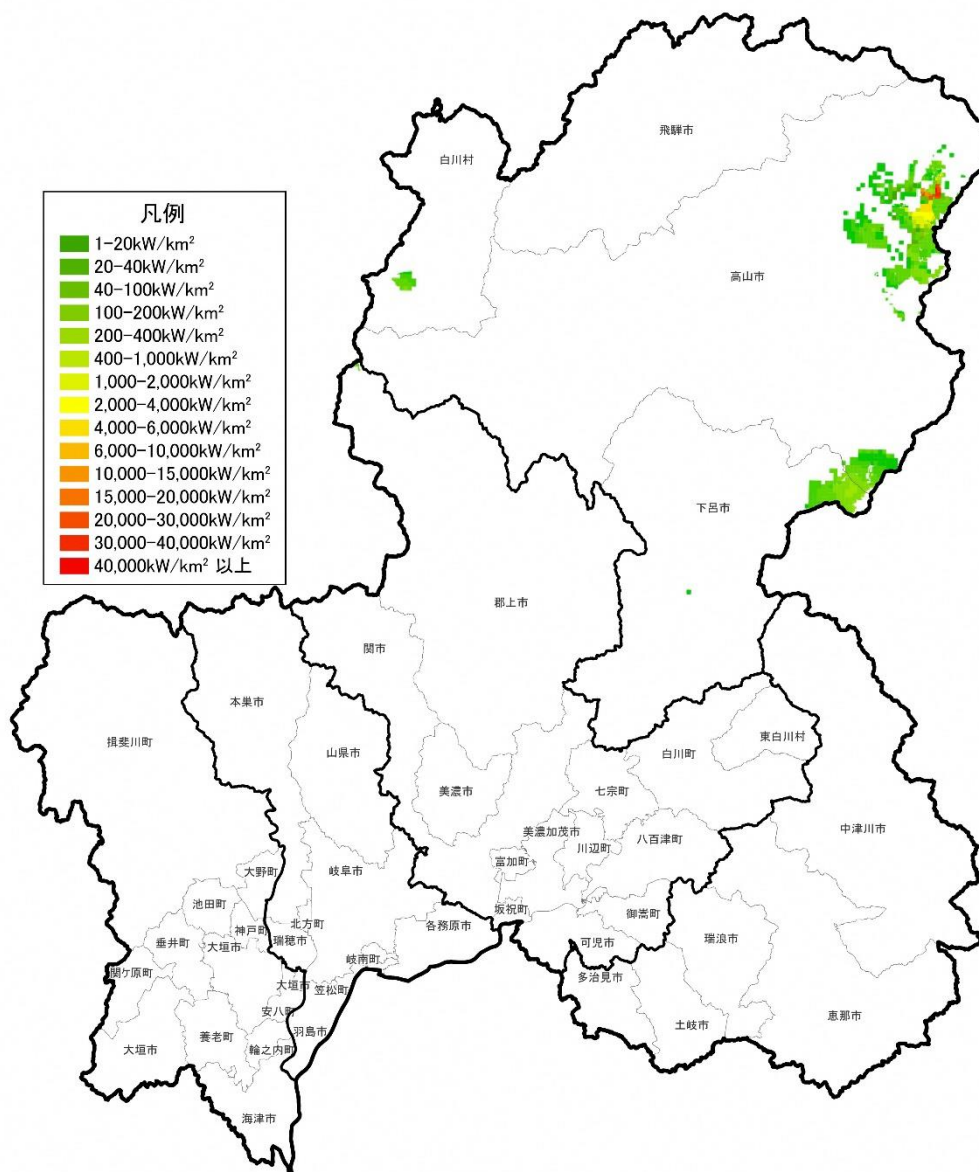 飛騨市
白川村
凡例
1-20kW/km²
20-40kW/km²
40-100kW/km²
100-200kW/km²
200-400kW/km²
400-1,000kW/km²
1,000-2,000kW/km²
2,000-4,000kW/km²
4,000-6,000kW/km²
6,000-10,000kW/km²
10,000-15,000kW/km²
15,000-20,000kW/km²
20,000-30,000kW/km²
30,000-40,000kW/km²
40,000kW/km² 以上
高山市
下呂市
郡上市
関市
本巣市
揖斐川町
山県市
東白川村
白川町
美濃市
七宗町
中津川市
美濃加茂市
八百津町
川辺町
富加町
大野町
岐阜市
池田町
坂祝町
御嵩町
北方町
各務原市
神戸町
瑞浪市
垂井町
大垣市
瑞穂市
可児市
岐南町
関ケ原町
多治見市
大垣市
笠松町
安八町
恵那市
土岐市
羽島市
養老町
大垣市
輪之内町
海津市